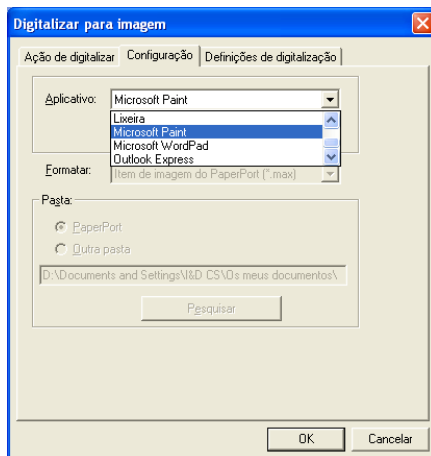 Digitalizar para imagem
Ação de digitalizar Configuração Definições de digitalização
Aplicativo: Microsoft Paint
Lixeira
Microsoft Paint
Microsoft WordPad
Outlook Express
Formatar: Item de imagem do PaperPort (*.max)
Pasta:
PaperPort
Outra pasta
D:\Documents and Settings\I&D CS\Os meus documentos\
Pesquisar
OK Cancelar